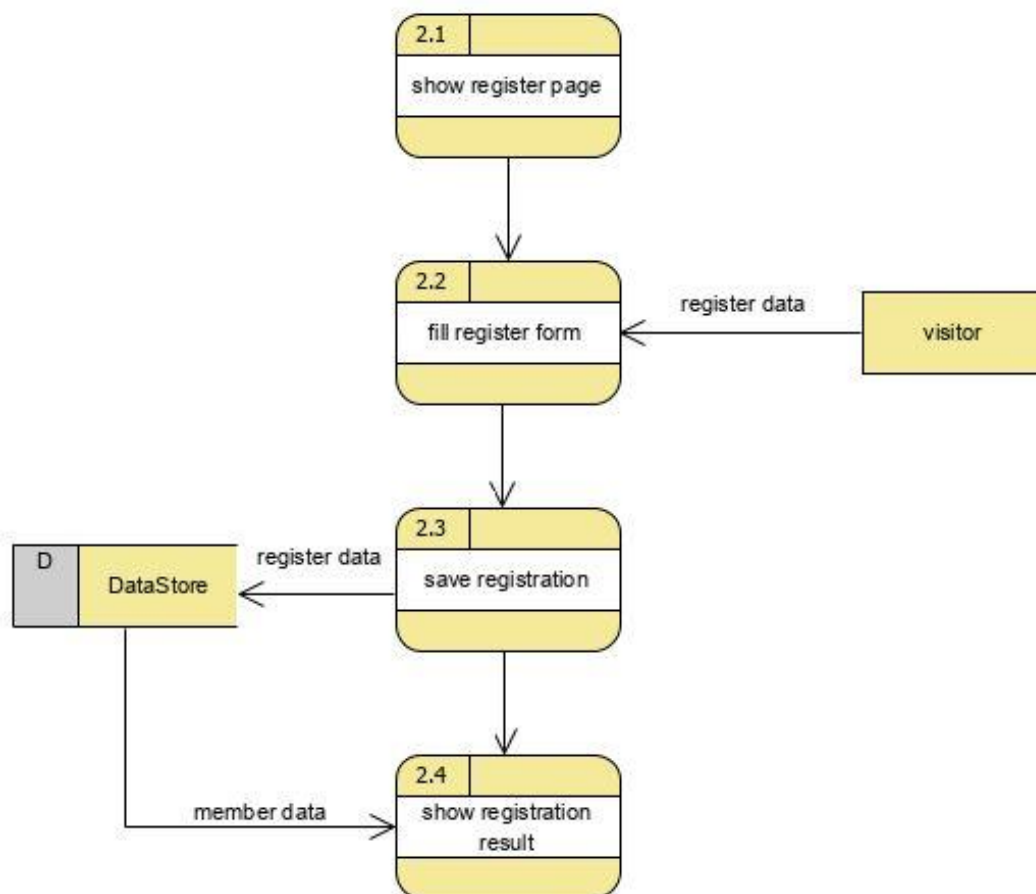 2.1
show register page
2.2
fill register form
register data
visitor
2.3
save registration
register data
D
DataStore
2.4
show registration
result
member data